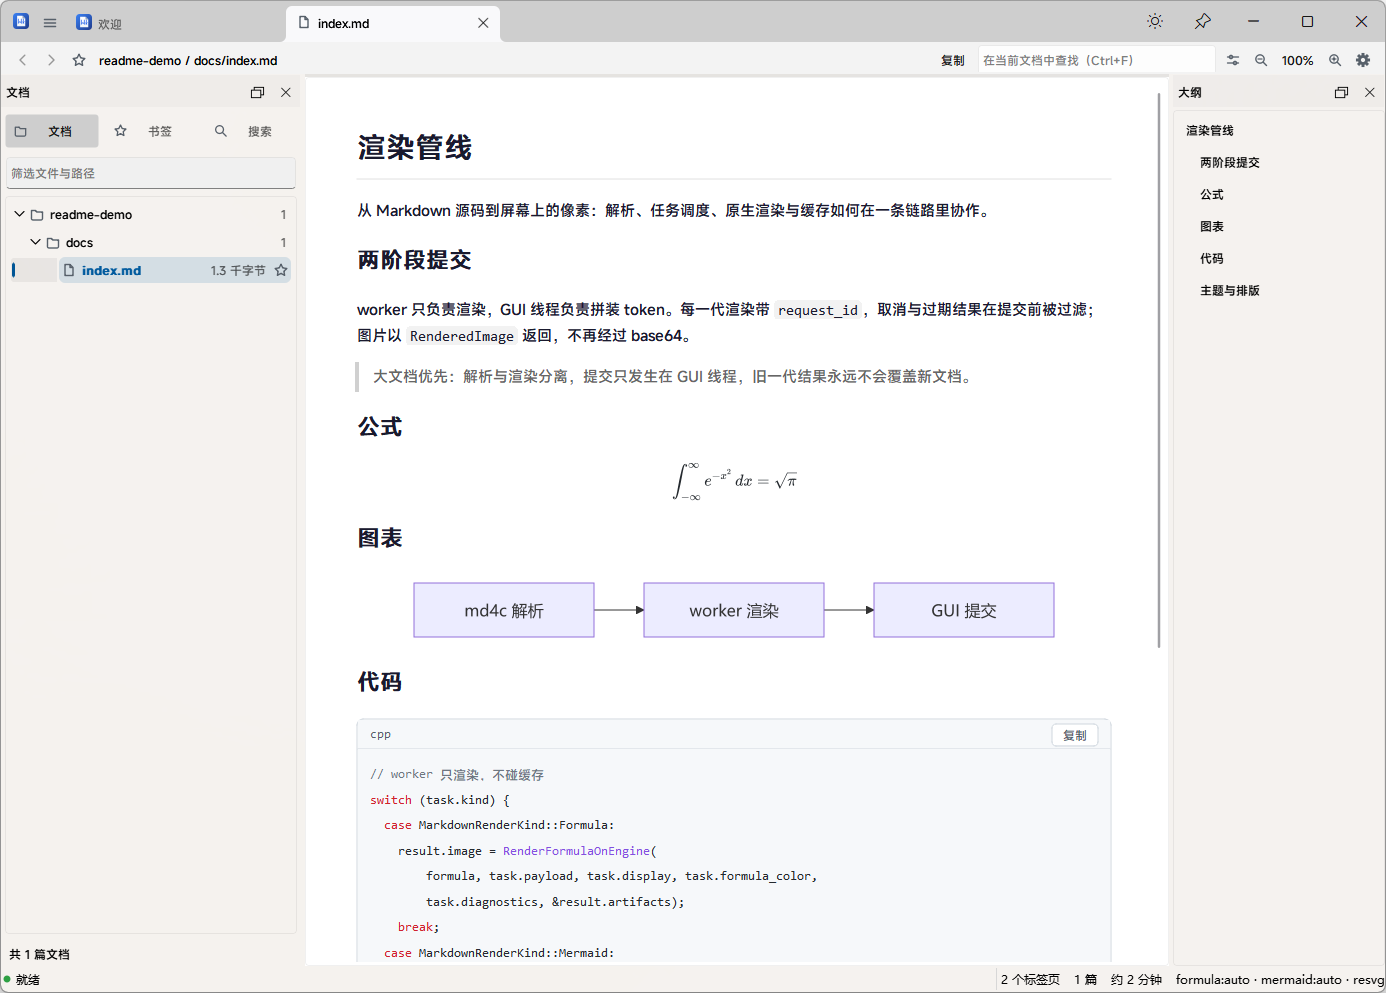 欢迎
index.md
readme-demo / docs/index.md
复制
在当前文档中查找（Ctrl+F）
100%
文档
文档
书签
搜索
筛选文件与路径
readme-demo 1
docs 1
index.md 1.3 千字节
共 1 篇文档
渲染管线
从 Markdown 源码到屏幕上的像素：解析、任务调度、原生渲染与缓存如何在一条链路里协作。
两阶段提交
worker 只负责渲染，GUI 线程负责拼装 token。每一代渲染带 request_id，取消与过期结果在提交前被过滤；
图片以 RenderedImage 返回，不再经过 base64。
大文档优先：解析与渲染分离，提交只发生在 GUI 线程，旧一代结果永远不会覆盖新文档。
公式
∫_{-∞}^{∞} e^{-x^2} dx = √π
图表
md4c 解析
worker 渲染
GUI 提交
代码
cpp
复制
// worker 只渲染，不碰缓存
switch (task.kind) {
case MarkdownRenderKind::Formula:
result.image = RenderFormulaOnEngine(
formula, task.payload, task.display, task.formula_color,
task.diagnostics, &result.artifacts);
break;
case MarkdownRenderKind::Mermaid:
大纲
渲染管线
两阶段提交
公式
图表
代码
主题与排版
就绪
2 个标签页 1 篇 约 2 分钟 formula:auto · mermaid:auto · resvg